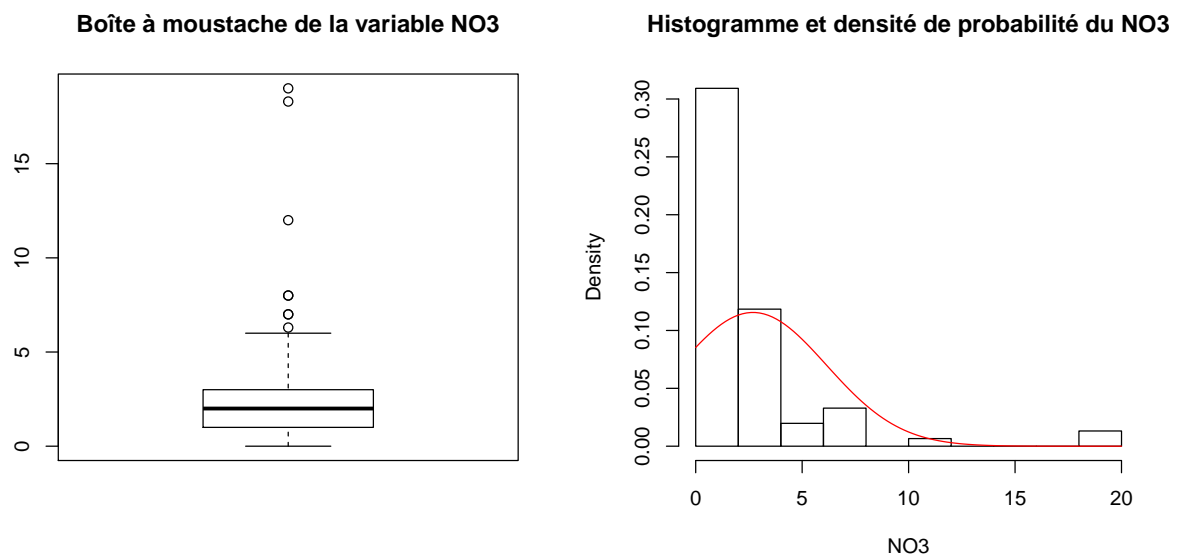 Boîte à moustache de la variable NO3
15
10
5
0
Histogramme et densité de probabilité du NO3
Density
0.30
0.25
0.20
0.15
0.10
0.05
0.00
0 5 10 15 20
NO3